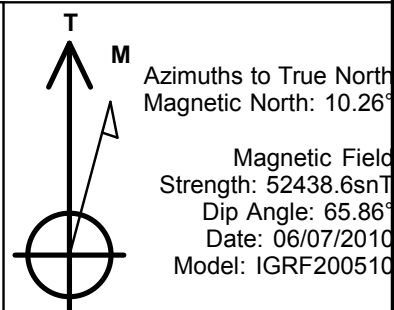 T
M
Azimuths to True North
Magnetic North: 10.26°
Magnetic Field
Strength: 52438.6snT
Dip Angle: 65.86°
Date: 06/07/2010
Model: IGRF200510